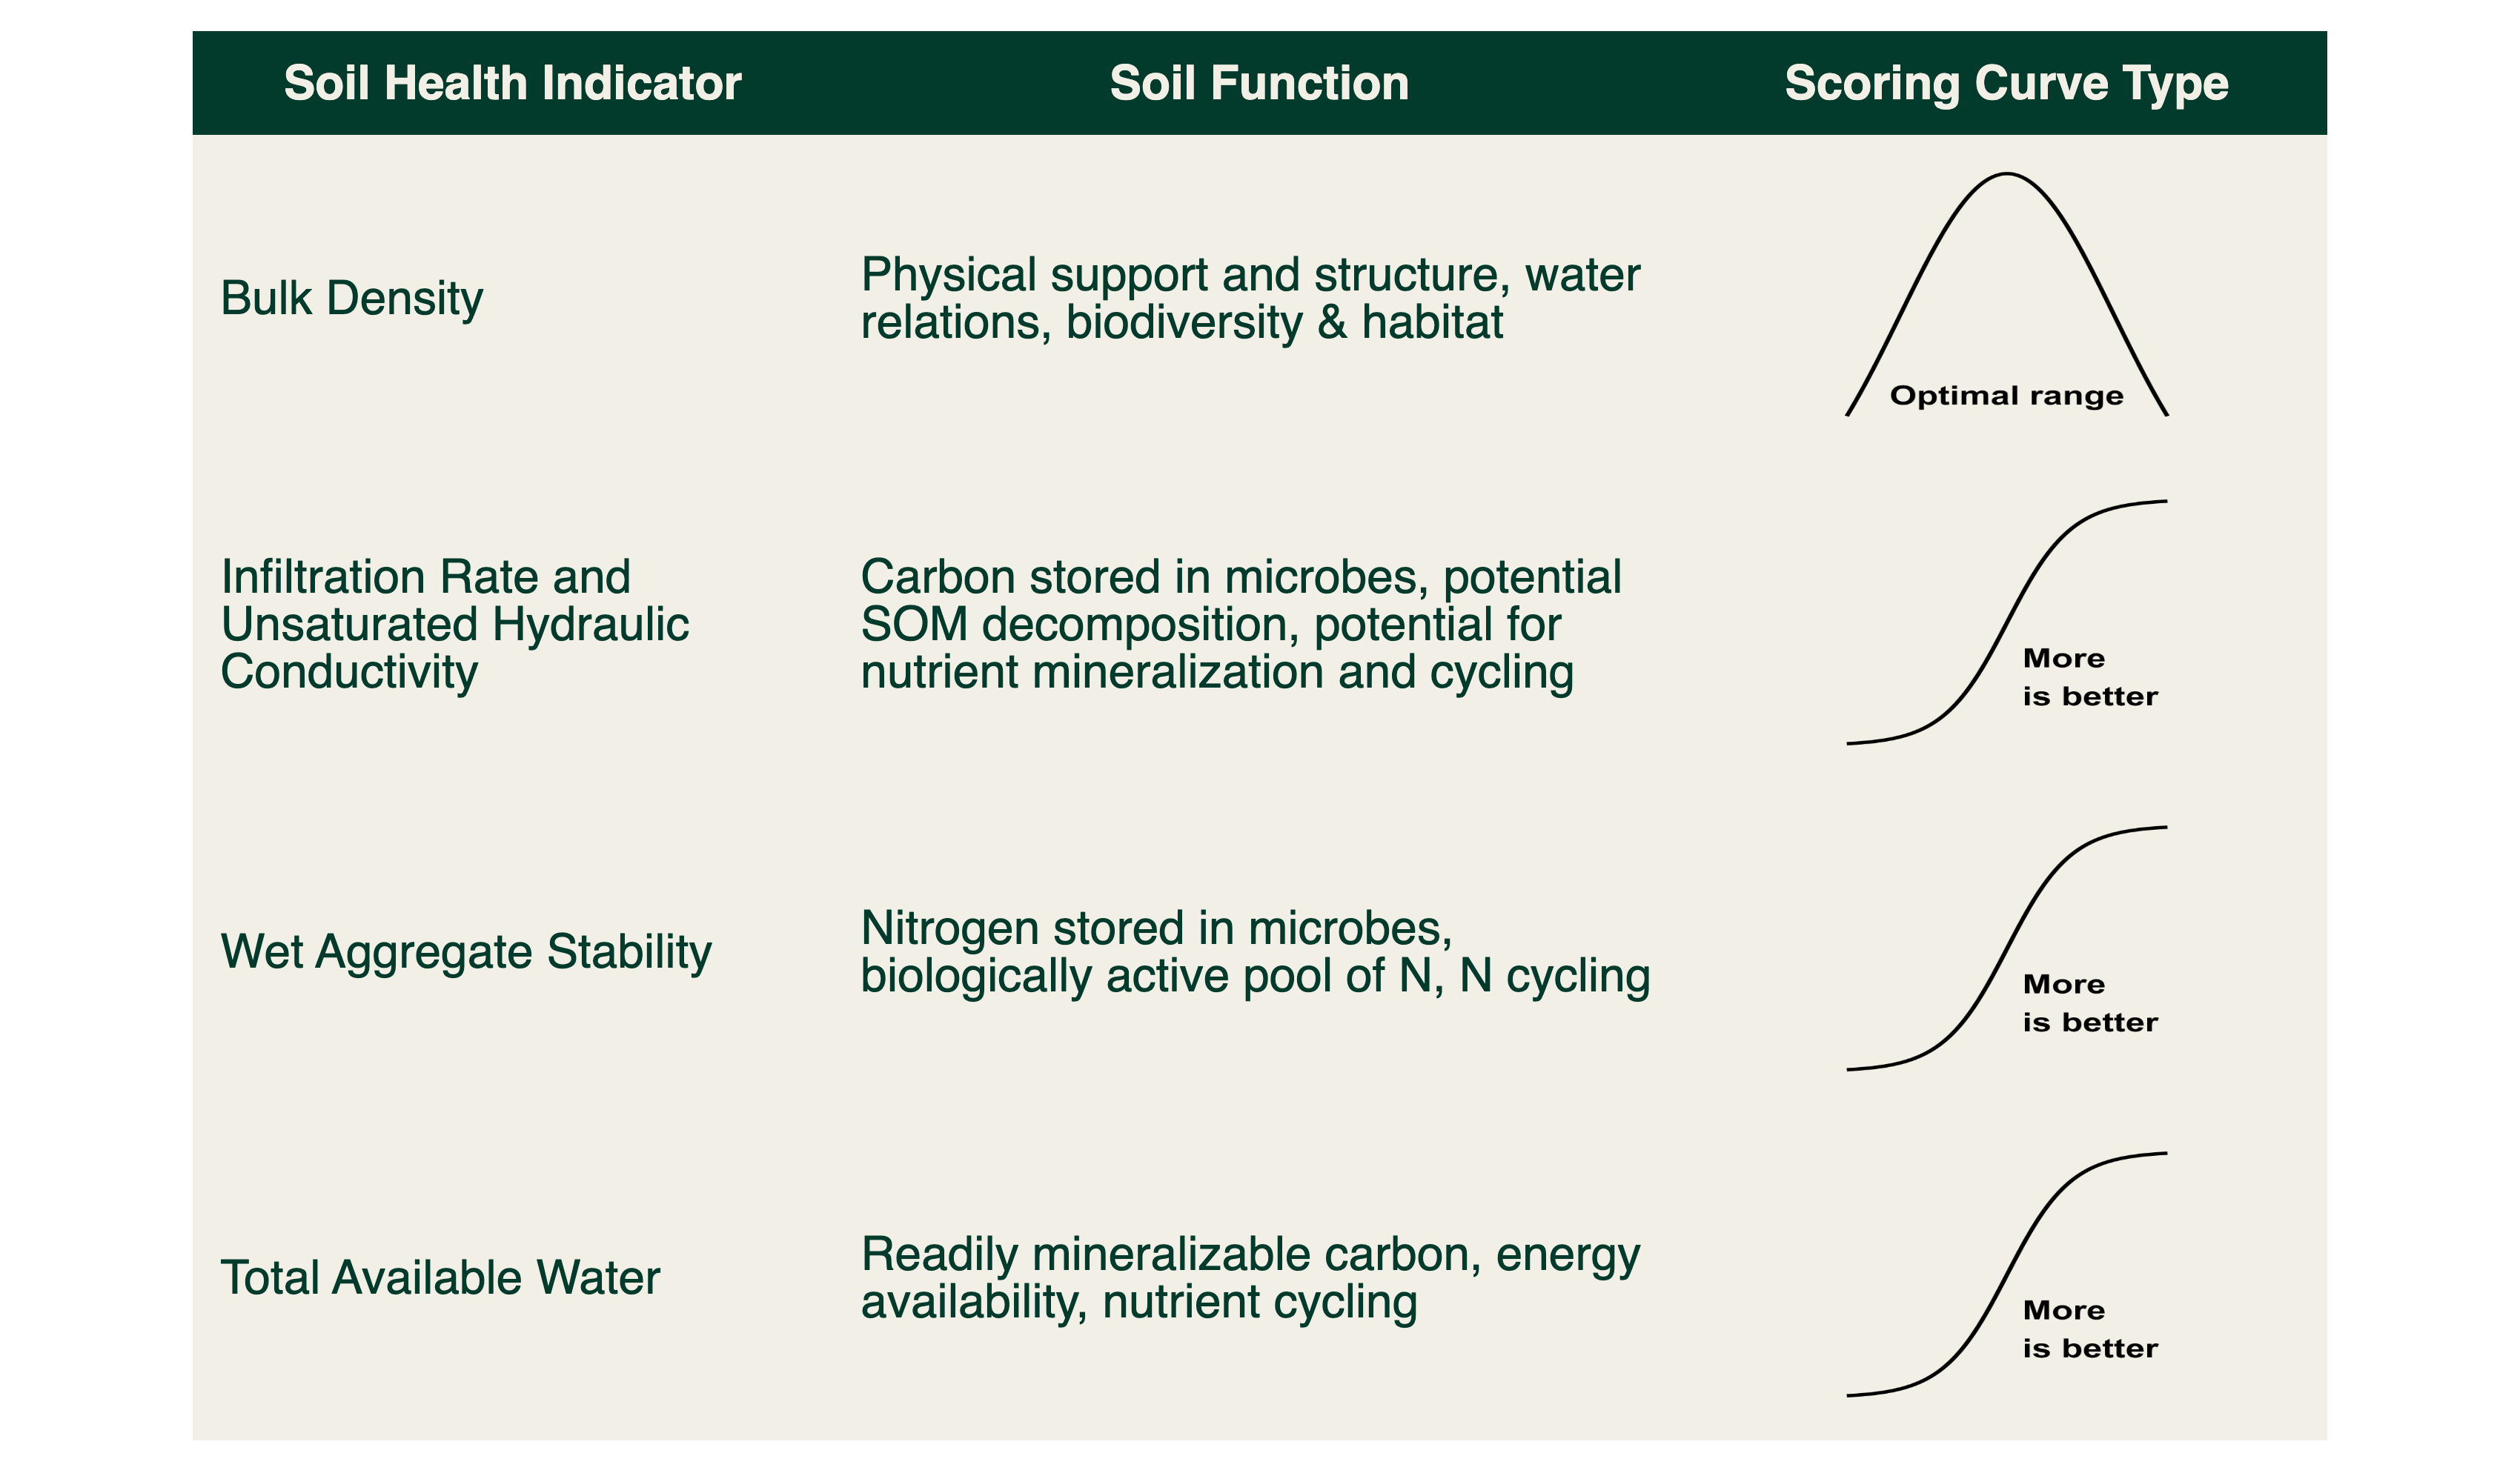 Soil Health Indicator
Soil Function
Scoring Curve Type
Bulk Density
Physical support and structure, water
relations, biodiversity & habitat
Optimal range
Infiltration Rate and
Unsaturated Hydraulic
Conductivity
Carbon stored in microbes, potential
SOM decomposition, potential for
nutrient mineralization and cycling
More
is better
Wet Aggregate Stability
Nitrogen stored in microbes,
biologically active pool of N, N cycling
More
is better
Total Available Water
Readily mineralizable carbon, energy
availability, nutrient cycling
More
is better